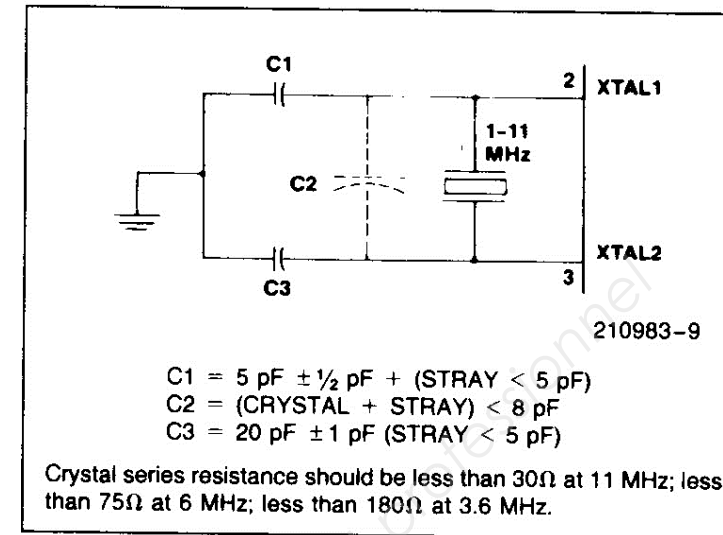 C1
2
XTAL1
1-11
MHz
C2
XTAL2
C3
3
210983-9
C1 = 5 pF ±½ pF + (STRAY < 5 pF)
C2 = (CRYSTAL + STRAY) < 8 pF
C3 = 20 pF ±1 pF (STRAY < 5 pF)
Crystal series resistance should be less than 30Ω at 11 MHz; less
than 75Ω at 6 MHz; less than 180Ω at 3.6 MHz.
professionnel